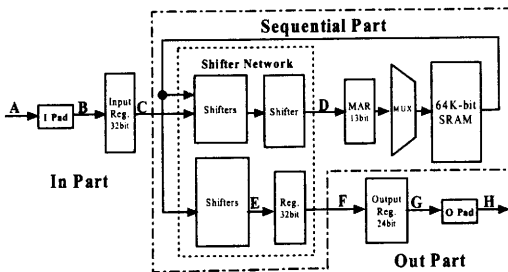 Sequential Part
Shifter Network
A
I Pad
B
Input
Reg.
32bit
C
Shifters
Shifter
D
MAR
13bit
MUX
64K-bit
SRAM
In Part
Shifters
E
Reg.
32bit
F
Output
Reg.
24bit
G
O Pad
H
Out Part